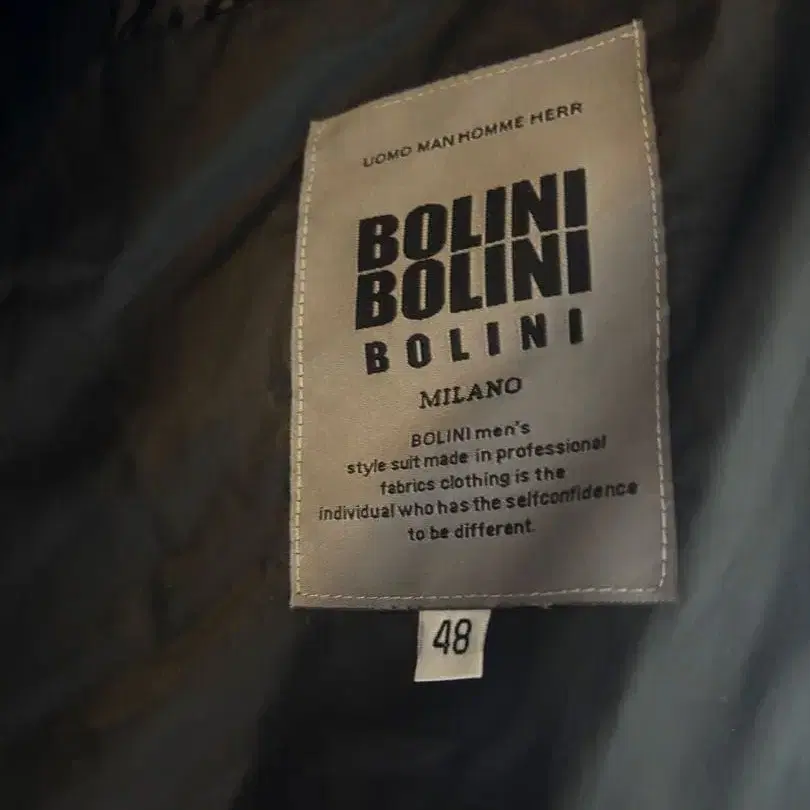 UOMO MAN HOMME HERR
BOLINI
BOLINI
BOLINI
MILANO
BOLINI men's
style suit made in professional
fabrics clothing is the
individual who has the selfconfidence
to be different.
48